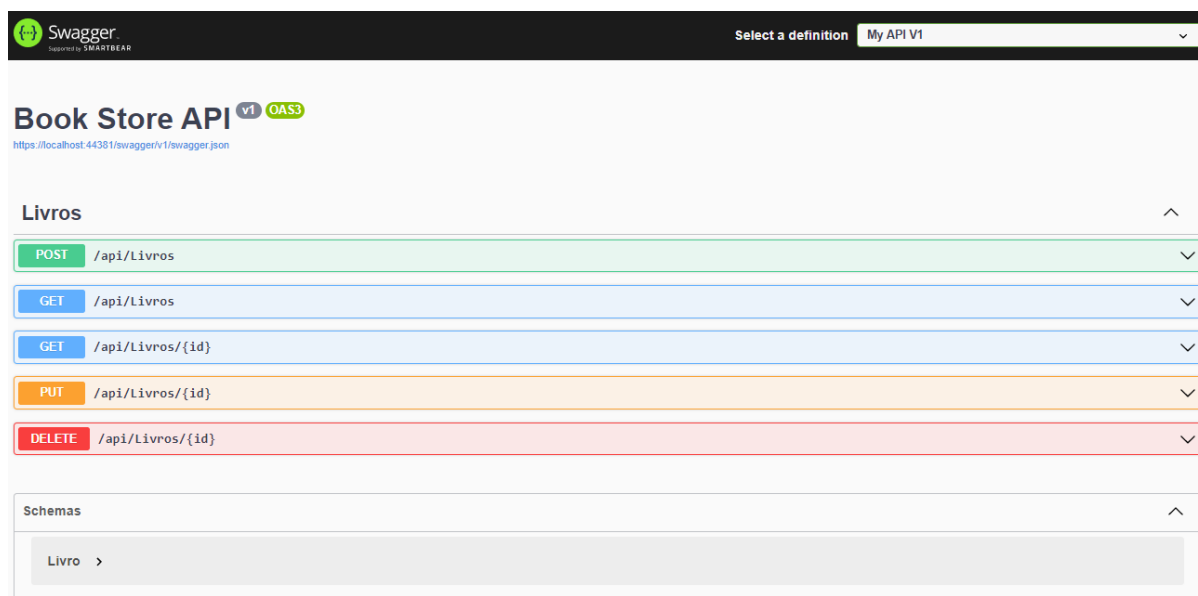 Swagger.
Supported by SMARTBEAR
Select a definition
My API V1
Book Store API v1 OAS3
https://localhost:44381/swagger/v1/swagger.json
Livros
POST /api/Livros
GET /api/Livros
GET /api/Livros/{id}
PUT /api/Livros/{id}
DELETE /api/Livros/{id}
Schemas
Livro